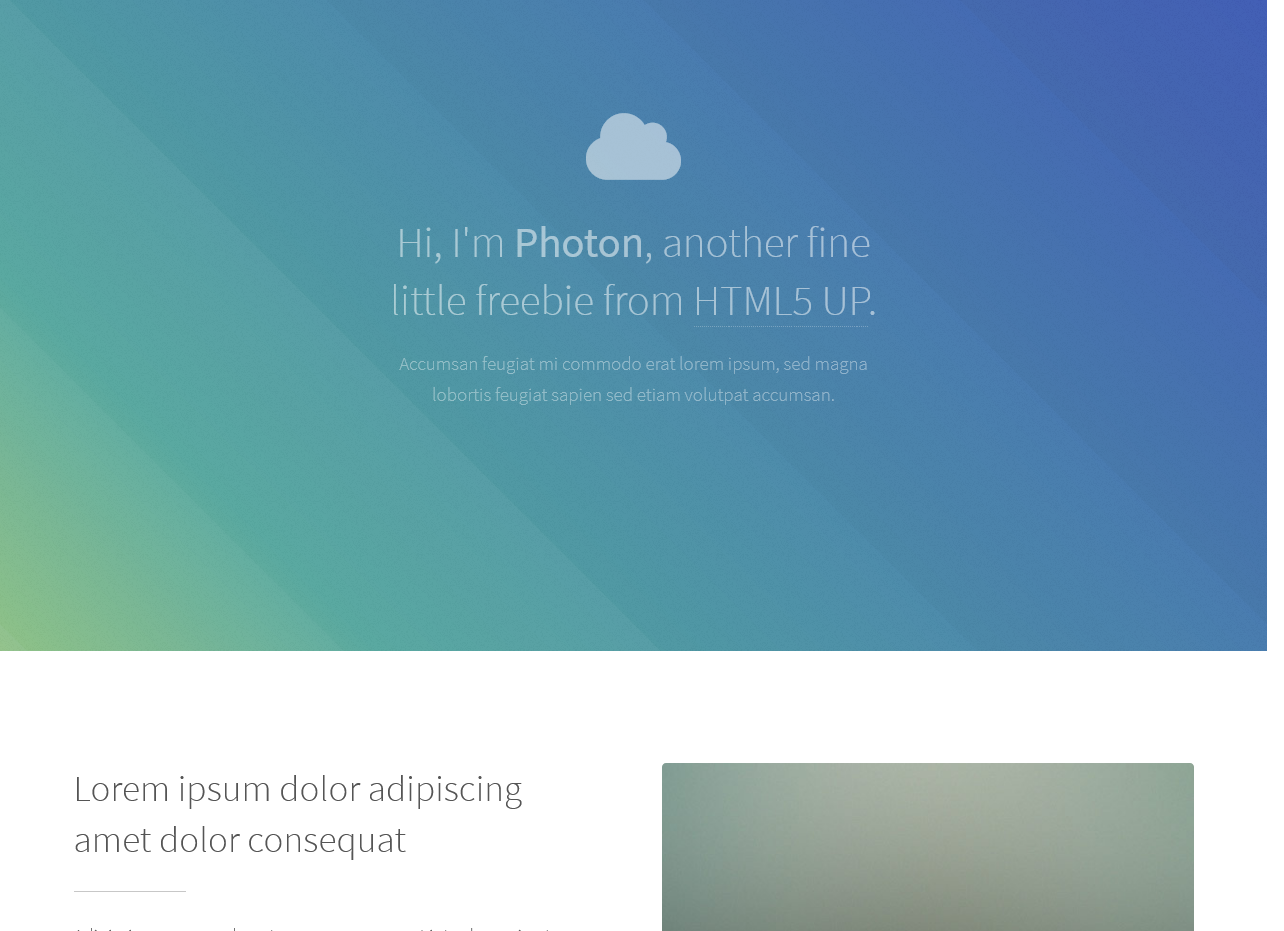 Hi, I'm Photon, another fine
little freebie from HTML5 UP.
Accumsan feugiat mi commodo erat lorem ipsum, sed magna
lobortis feugiat sapien sed etiam volutpat accumsan.
Lorem ipsum dolor adipiscing
amet dolor consequat